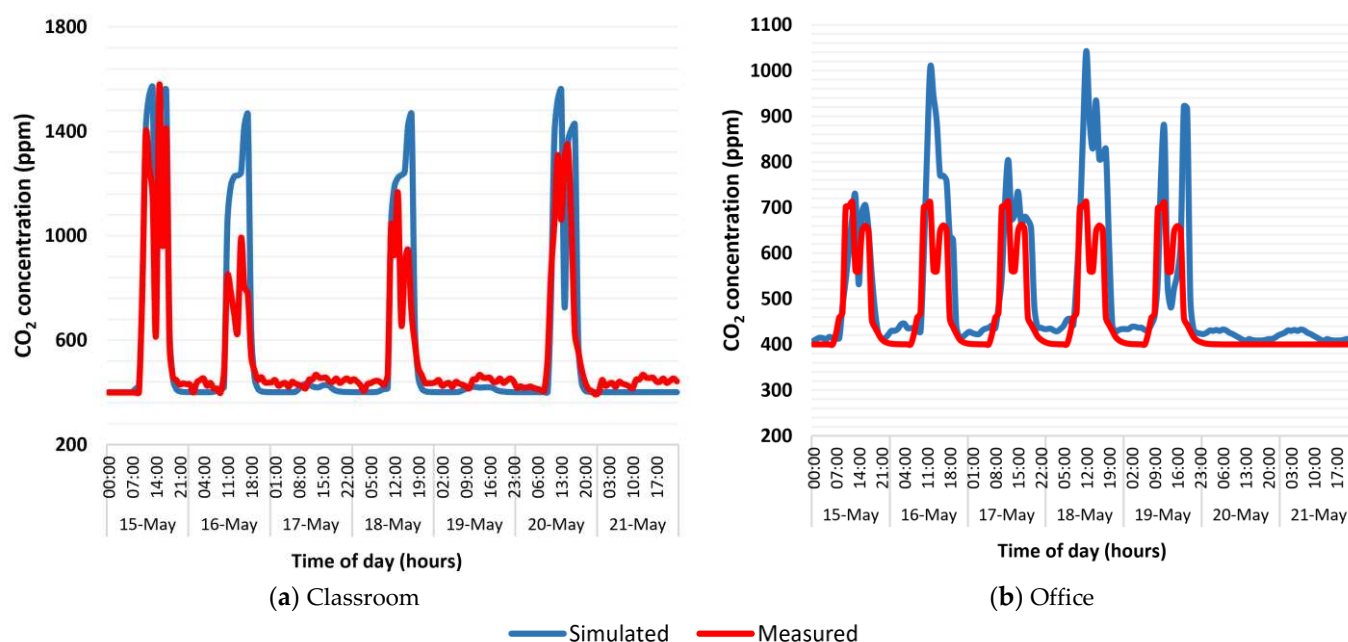 1800
1400
1000
600
200
CO₂ concentration (ppm)
00:00 07:00 14:00 21:00 04:00 11:00 18:00 01:00 08:00 15:00 22:00 05:00 12:00 19:00 02:00 09:00 16:00 23:00 06:00 13:00 20:00 03:00 10:00 17:00
15-May 16-May 17-May 18-May 19-May 20-May 21-May
Time of day (hours)
(a) Classroom
1100
1000
900
800
700
600
500
400
300
200
CO₂ concentration (ppm)
00:00 07:00 14:00 21:00 04:00 11:00 18:00 01:00 08:00 15:00 22:00 05:00 12:00 19:00 02:00 09:00 16:00 23:00 06:00 13:00 20:00 03:00 10:00 17:00
15-May 16-May 17-May 18-May 19-May 20-May 21-May
Time of day (hours)
(b) Office
Simulated Measured